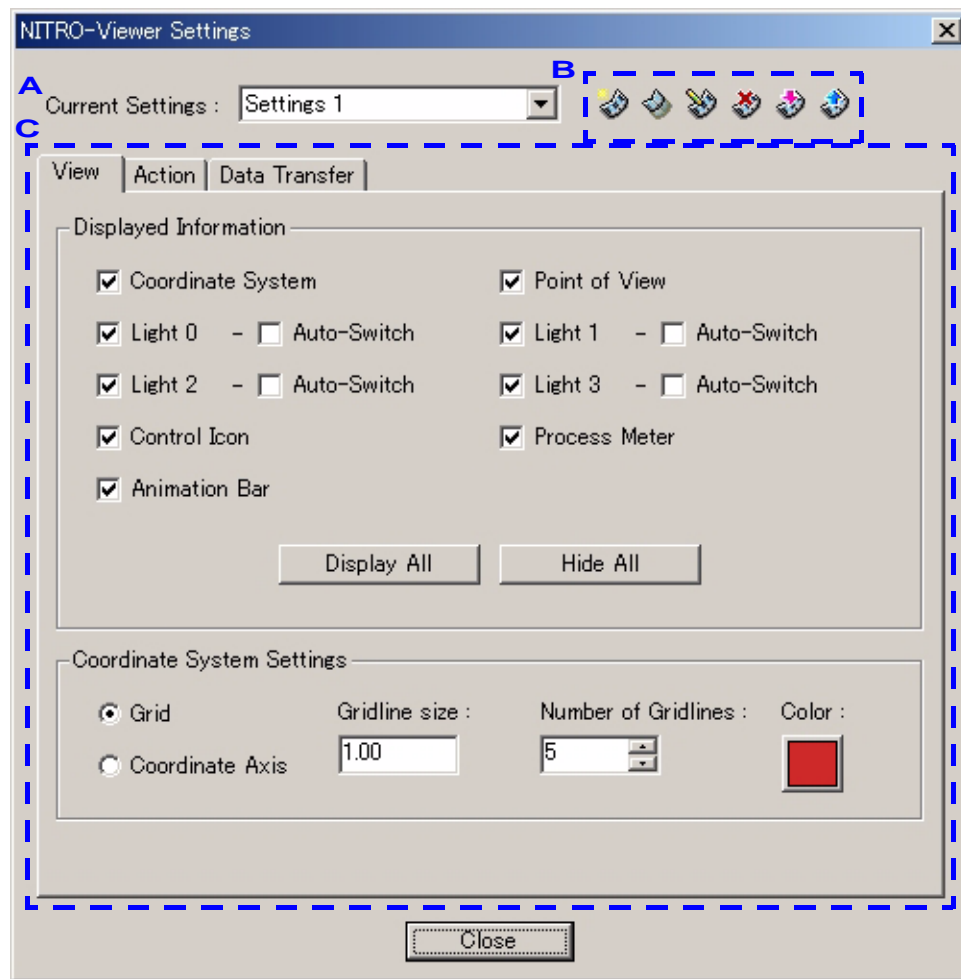 NITRO-Viewer Settings
A
B
Current Settings : Settings 1
C
View Action Data Transfer
Displayed Information
Coordinate System Point of View
Light 0 - Auto-Switch Light 1 - Auto-Switch
Light 2 - Auto-Switch Light 3 - Auto-Switch
Control Icon Process Meter
Animation Bar
Display All Hide All
Coordinate System Settings
Grid Gridline size : Number of Gridlines : Color :
Coordinate Axis 1.00 5
Close